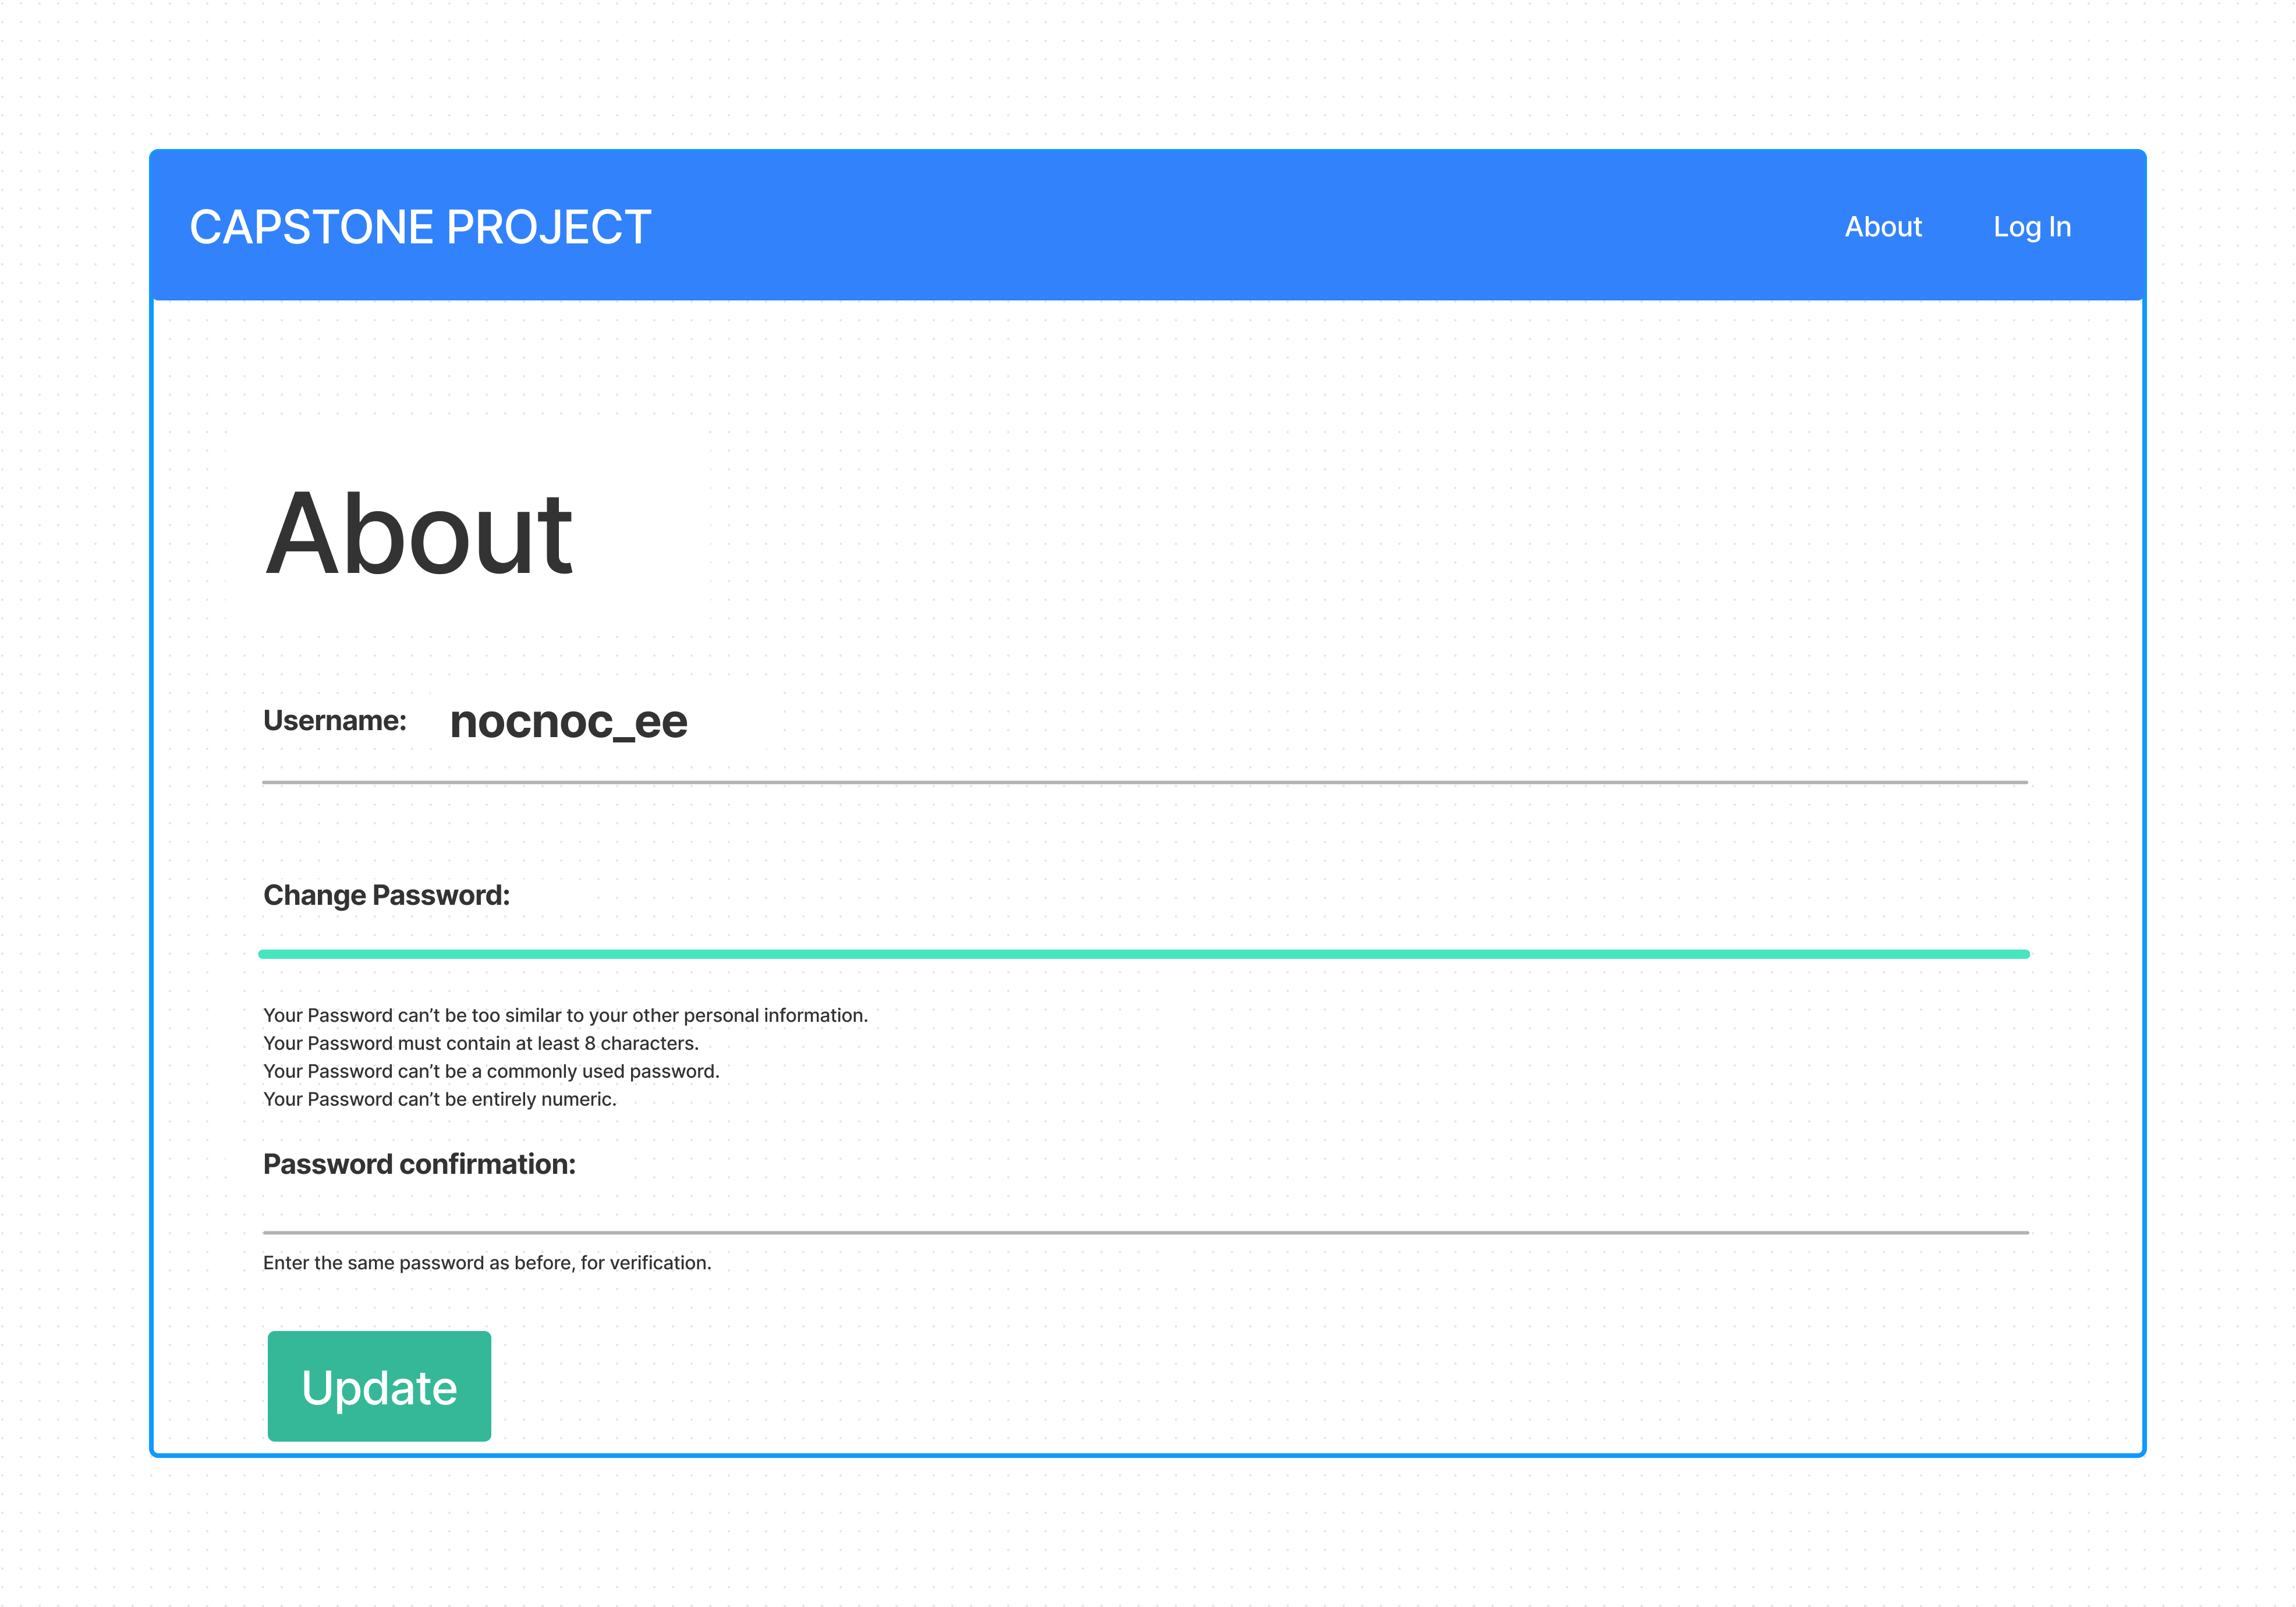 CAPSTONE PROJECT About Log In
About
Username: nocnoc_ee
Change Password:
Your Password can’t be too similar to your other personal information.
Your Password must contain at least 8 characters.
Your Password can’t be a commonly used password.
Your Password can’t be entirely numeric.
Password confirmation:
Enter the same password as before, for verification.
Update